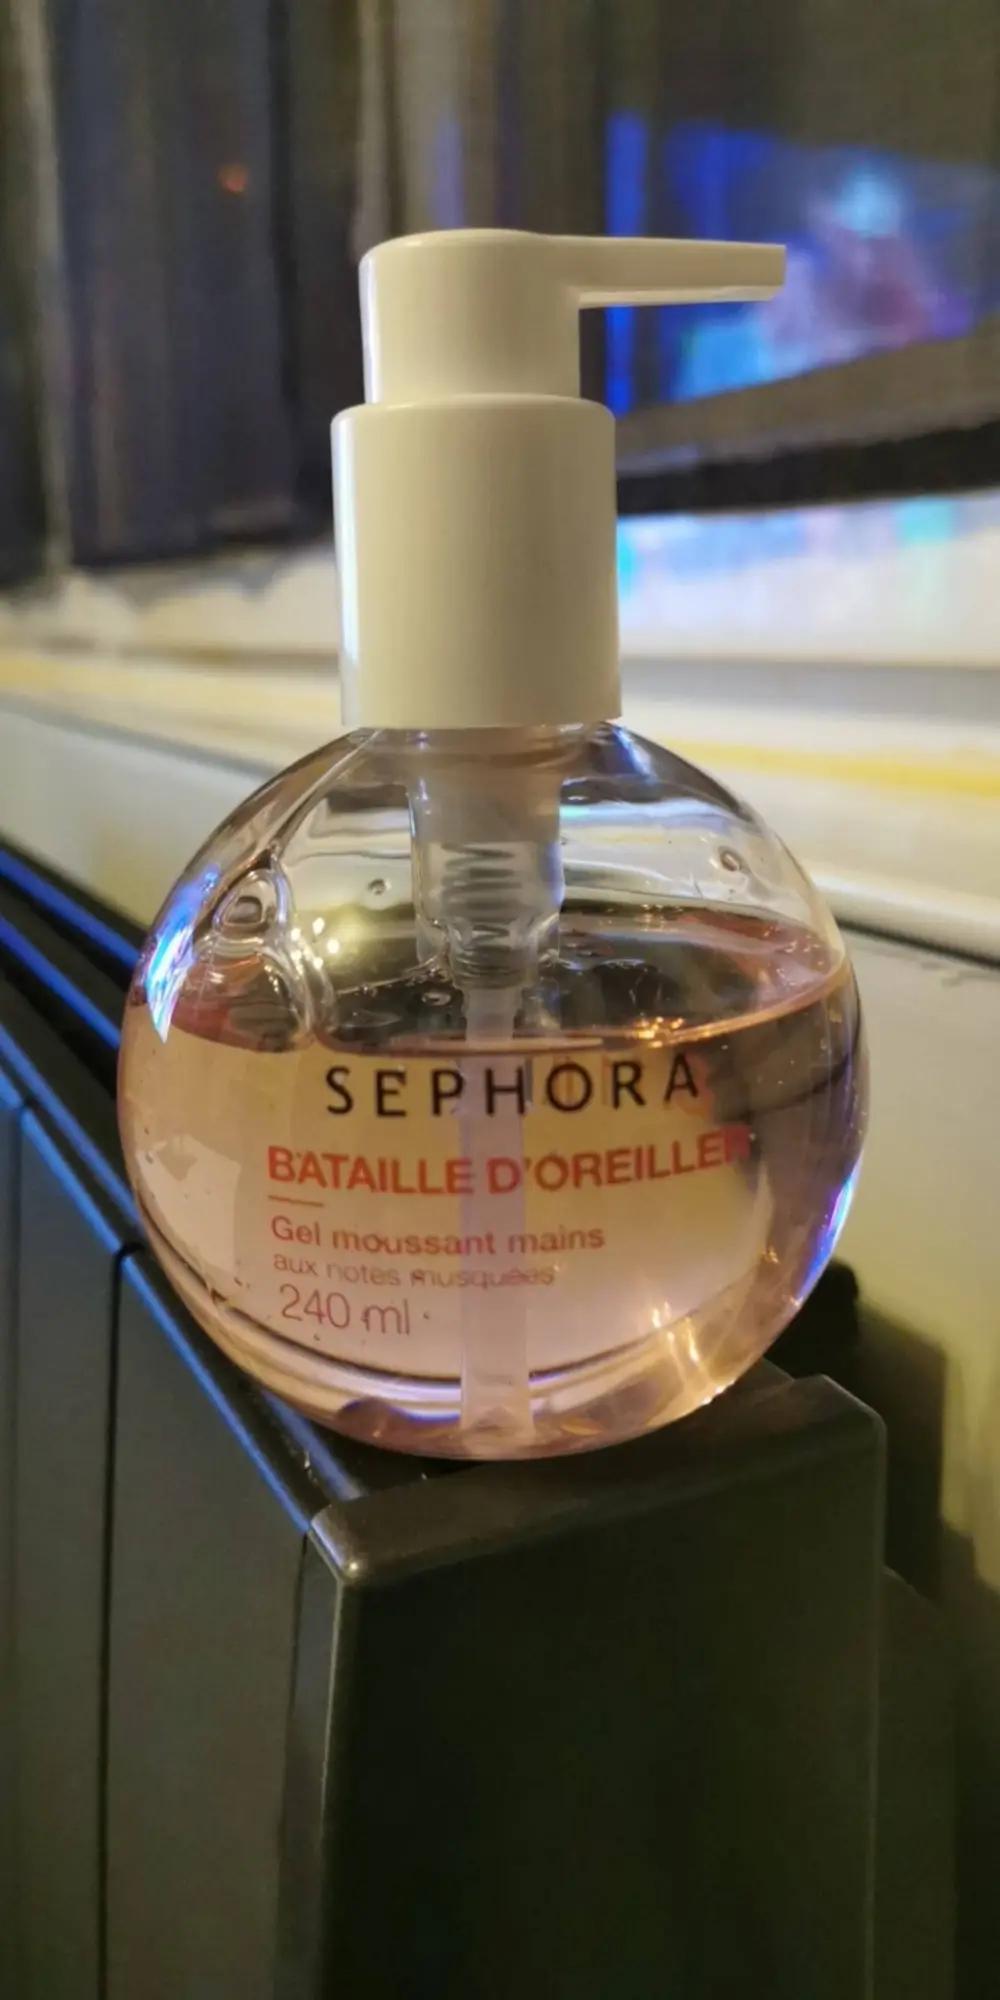 SEPHORA
BATAILLE D'OREILLER
Gel moussant mains
aux notes musquées
240 ml